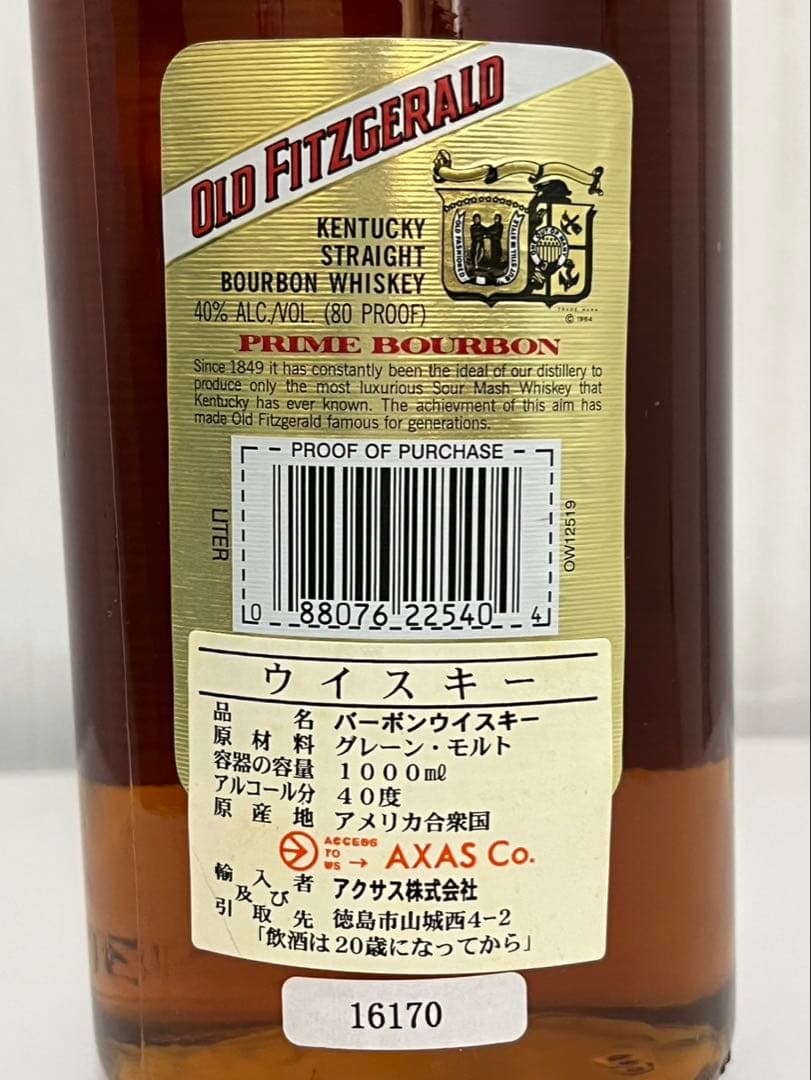 OLD FITZGERALD
OLD FASHIONED BUT STILL IN STYLE
KENTUCKY
STRAIGHT
BOURBON WHISKEY
40% ALC./VOL. (80 PROOF)
TRADE MARK
© 1964
PRIME BOURBON
Since 1849 it has constantly been the ideal of our distillery to
produce only the most luxurious Sour Mash Whiskey that
Kentucky has ever known. The achievment of this aim has
made Old Fitzgerald famous for generations.
PROOF OF PURCHASE
LITER
OW12519
0 88076 22540 4
ウイスキー
品名 バーボンウイスキー
原材料 グレーン・モルト
容器の容量 1000㎖
アルコール分 40度
原産地 アメリカ合衆国
ACCESS TO US → AXAS Co.
輸入者 アクサス株式会社
及び
引取先 徳島市山城西4-2
「飲酒は20歳になってから」
16170